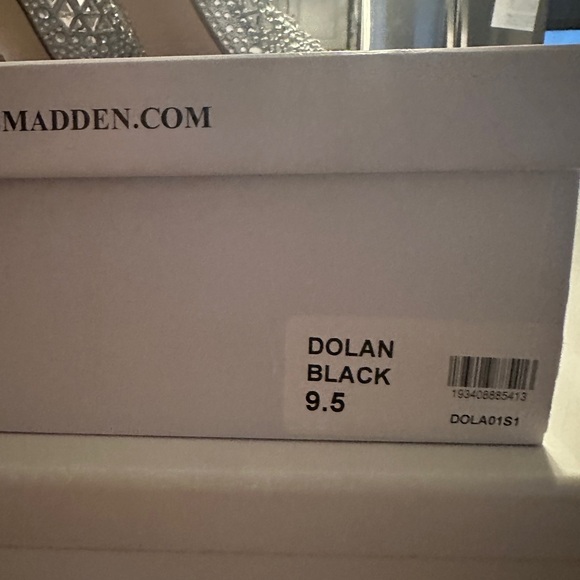 MADDEN.COM
DOLAN
BLACK
9.5
193408885413
DOLA01S1